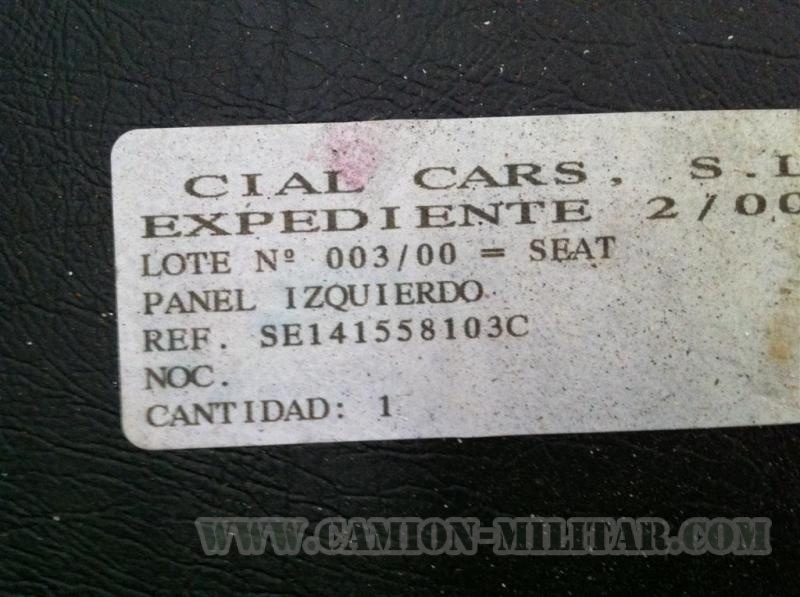 CIAL CARS, S.L
EXPEDIENTE 2/00
LOTE Nº 003/00 = SEAT
PANEL IZQUIERDO
REF. SE141558103C
NOC.
CANTIDAD: 1
WWW.CAMION-MILITAR.COM